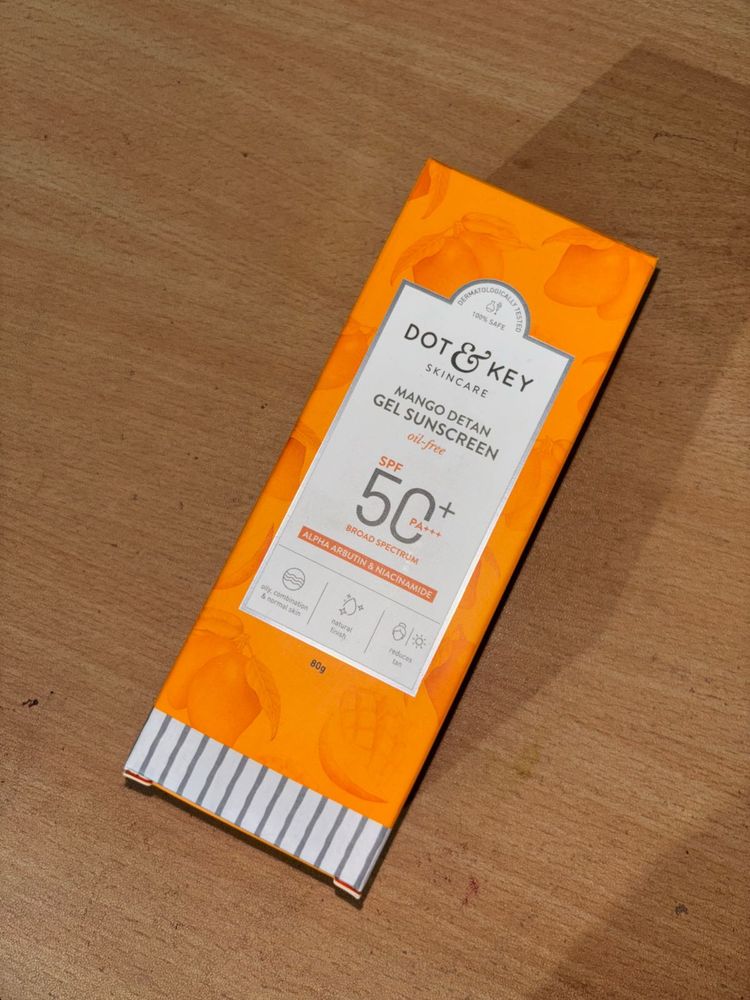 DERMATOLOGICALLY TESTED
100% SAFE
DOT & KEY
SKINCARE
MANGO DETAN
GEL SUNSCREEN
oil-free
SPF
50+
PA+++
BROAD SPECTRUM
ALPHA ARBUTIN & NIACINAMIDE
oily, combination
& normal skin
natural
finish
reduces
tan
80g